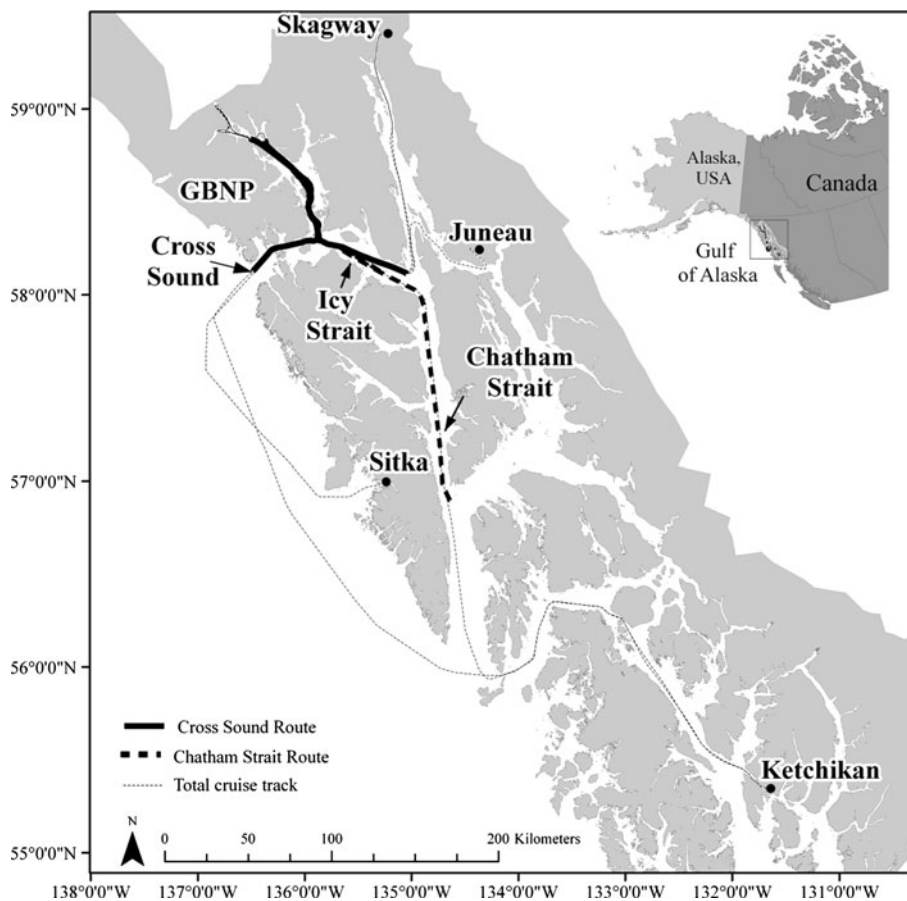 Skagway
59°0'0"N
GBNP
Alaska,
USA
Canada
Juneau
Cross
Sound
Gulf
of Alaska
58°0'0"N
Icy
Strait
Chatham
Strait
57°0'0"N
Sitka
56°0'0"N
Cross Sound Route
Chatham Strait Route
Total cruise track
Ketchikan
N
0 50 100 200 Kilometers
55°0'0"N
138°0'0"W 137°0'0"W 136°0'0"W 135°0'0"W 134°0'0"W 133°0'0"W 132°0'0"W 131°0'0"W